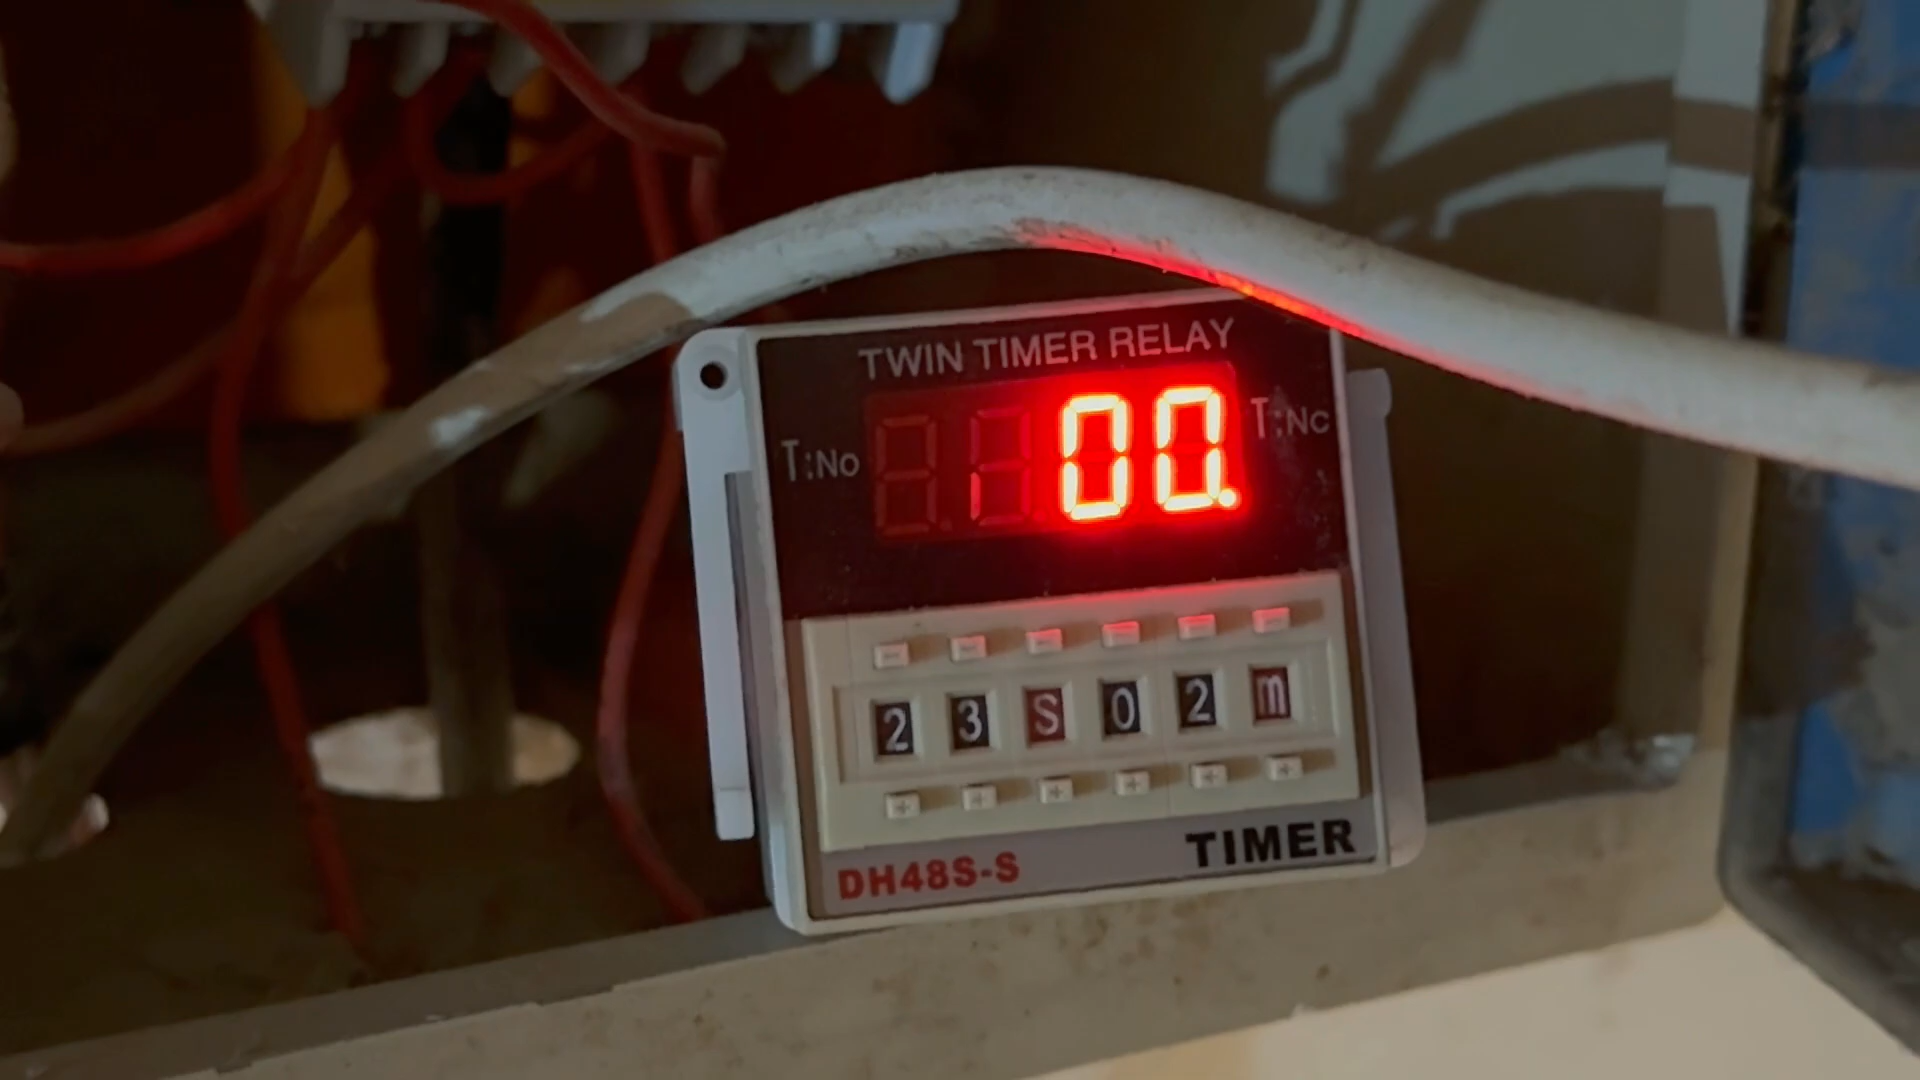 TWIN TIMER RELAY
T:No 00. T:Nc
- - - - - -
2 3 S 0 2 m
+ + + + + +
DH48S-S TIMER